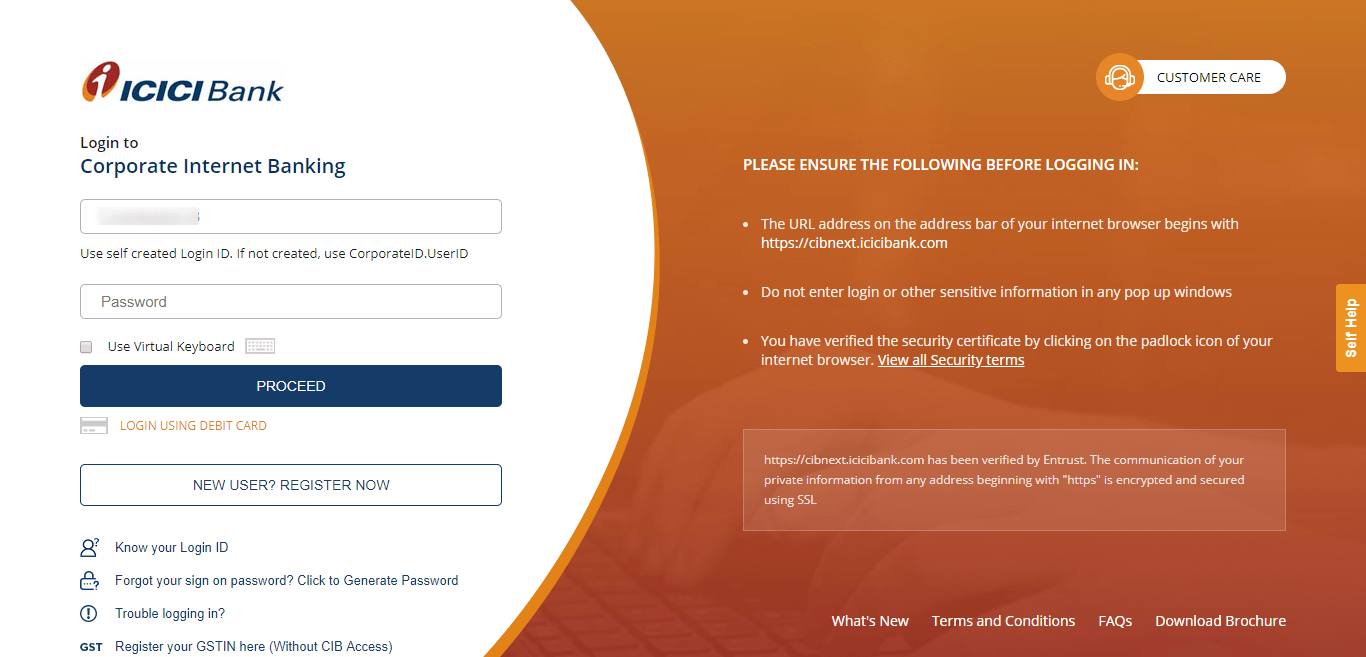 ICICI Bank
Login to
Corporate Internet Banking
Use self created Login ID. If not created, use CorporateID.UserID
Password
Use Virtual Keyboard
PROCEED
LOGIN USING DEBIT CARD
NEW USER? REGISTER NOW
Know your Login ID
Forgot your sign on password? Click to Generate Password
Trouble logging in?
GST Register your GSTIN here (Without CIB Access)
CUSTOMER CARE
PLEASE ENSURE THE FOLLOWING BEFORE LOGGING IN:
• The URL address on the address bar of your internet browser begins with
https://cibnext.icicibank.com
• Do not enter login or other sensitive information in any pop up windows
• You have verified the security certificate by clicking on the padlock icon of your
internet browser. View all Security terms
Self Help
https://cibnext.icicibank.com has been verified by Entrust. The communication of your
private information from any address beginning with "https" is encrypted and secured
using SSL
What's New Terms and Conditions FAQs Download Brochure